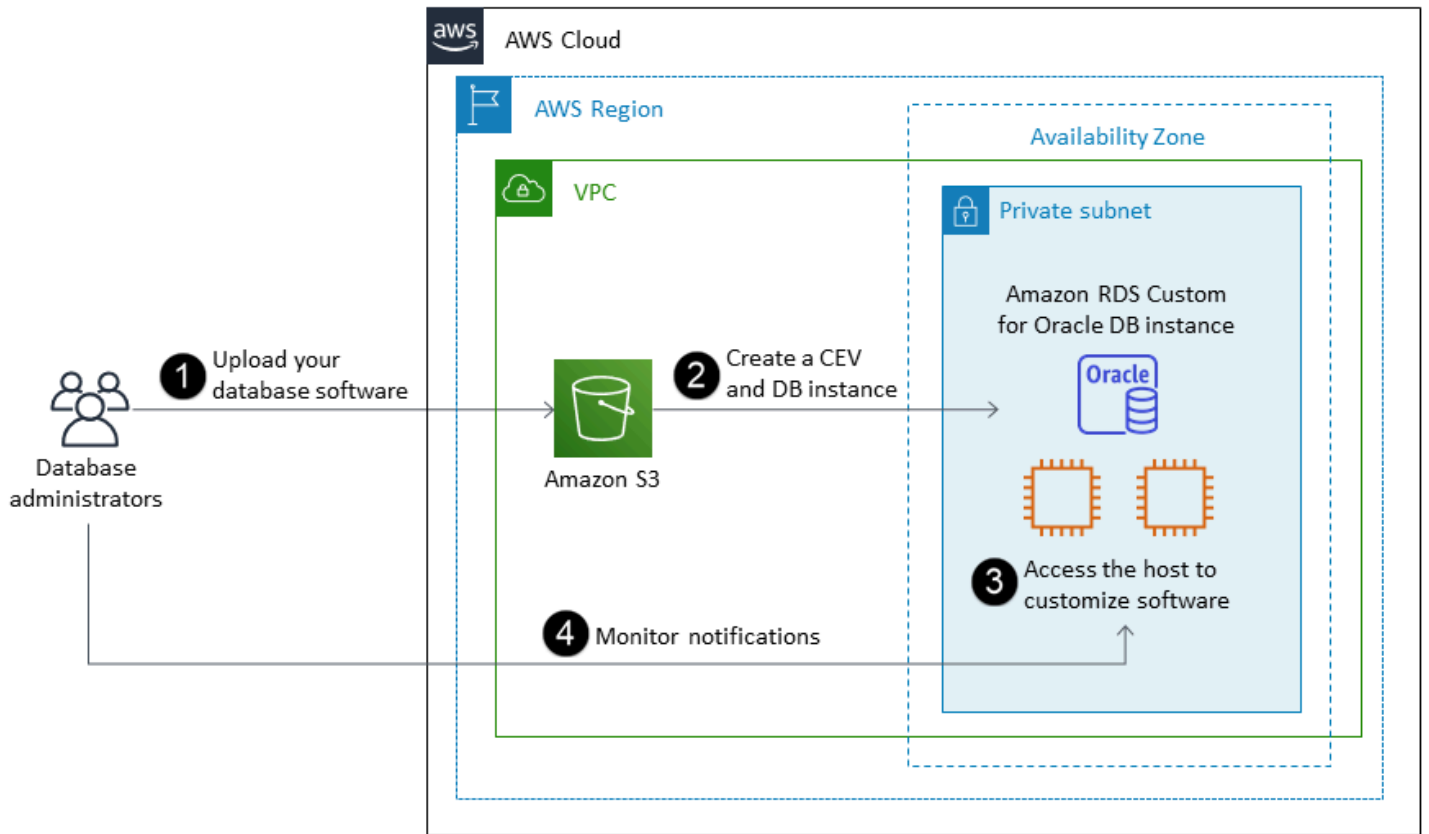 aws
AWS Cloud
AWS Region
Availability Zone
VPC
Private subnet
Amazon RDS Custom
for Oracle DB instance
Oracle
1
Upload your
database software
2
Create a CEV
and DB instance
Database
administrators
Amazon S3
3
Access the host to
customize software
4
Monitor notifications